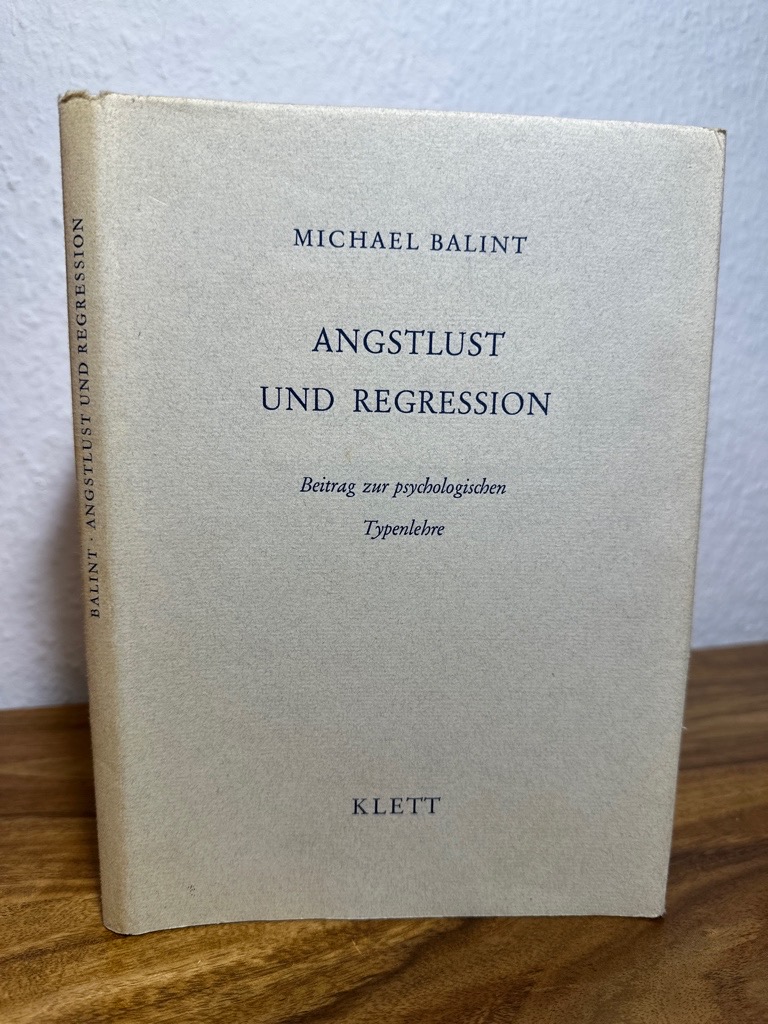 MICHAEL BALINT
ANGSTLUST
UND REGRESSION
Beitrag zur psychologischen
Typenlehre
KLETT
BALINT · ANGSTLUST UND REGRESSION